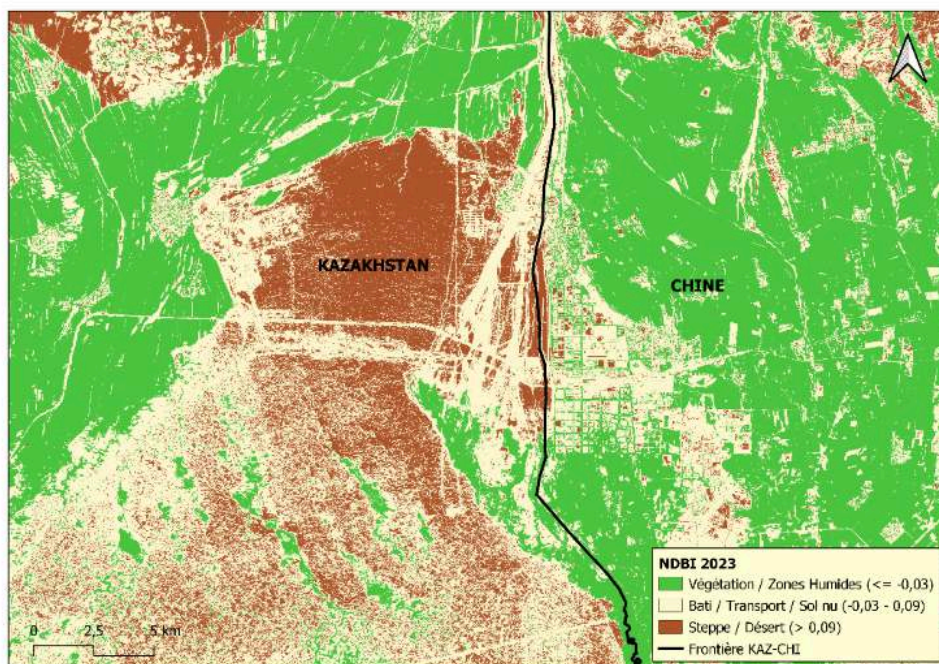 KAZAKHSTAN
CHINE
NDBI 2023
Végétation / Zones Humides (<= -0,03)
Bati / Transport / Sol nu (-0,03 - 0,09)
Steppe / Désert (> 0,09)
Frontière KAZ-CHI
0 2,5 5 km